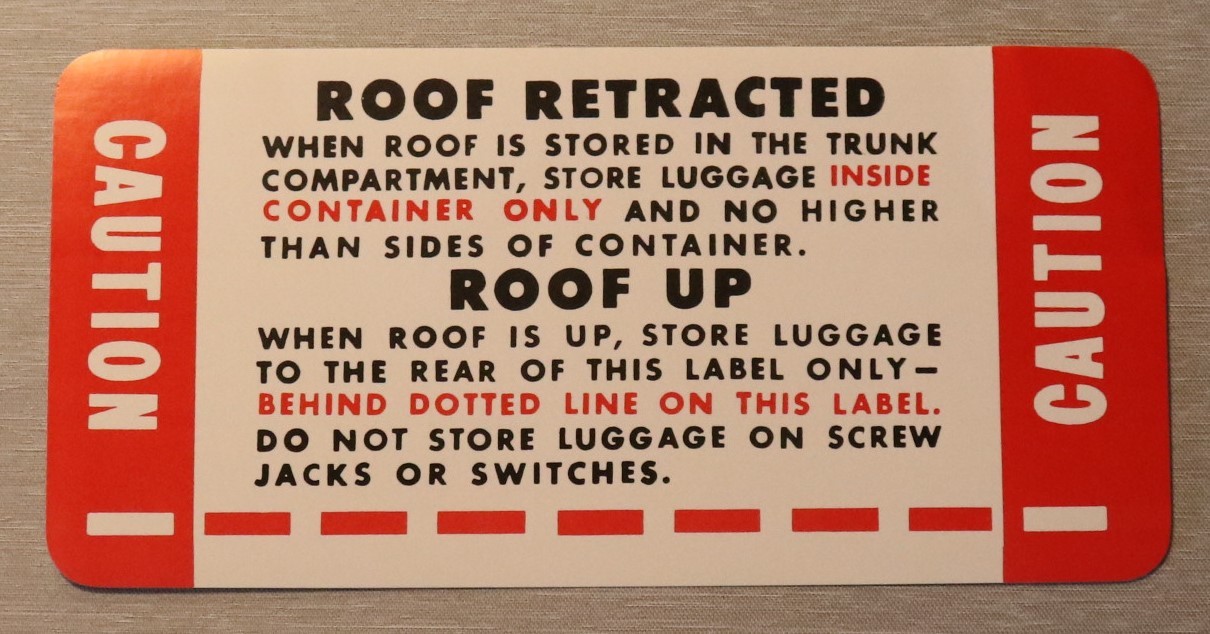 ROOF RETRACTED
WHEN ROOF IS STORED IN THE TRUNK
COMPARTMENT, STORE LUGGAGE INSIDE
CONTAINER ONLY AND NO HIGHER
THAN SIDES OF CONTAINER.
ROOF UP
WHEN ROOF IS UP, STORE LUGGAGE
TO THE REAR OF THIS LABEL ONLY—
BEHIND DOTTED LINE ON THIS LABEL.
DO NOT STORE LUGGAGE ON SCREW
JACKS OR SWITCHES.
CAUTION
CAUTION